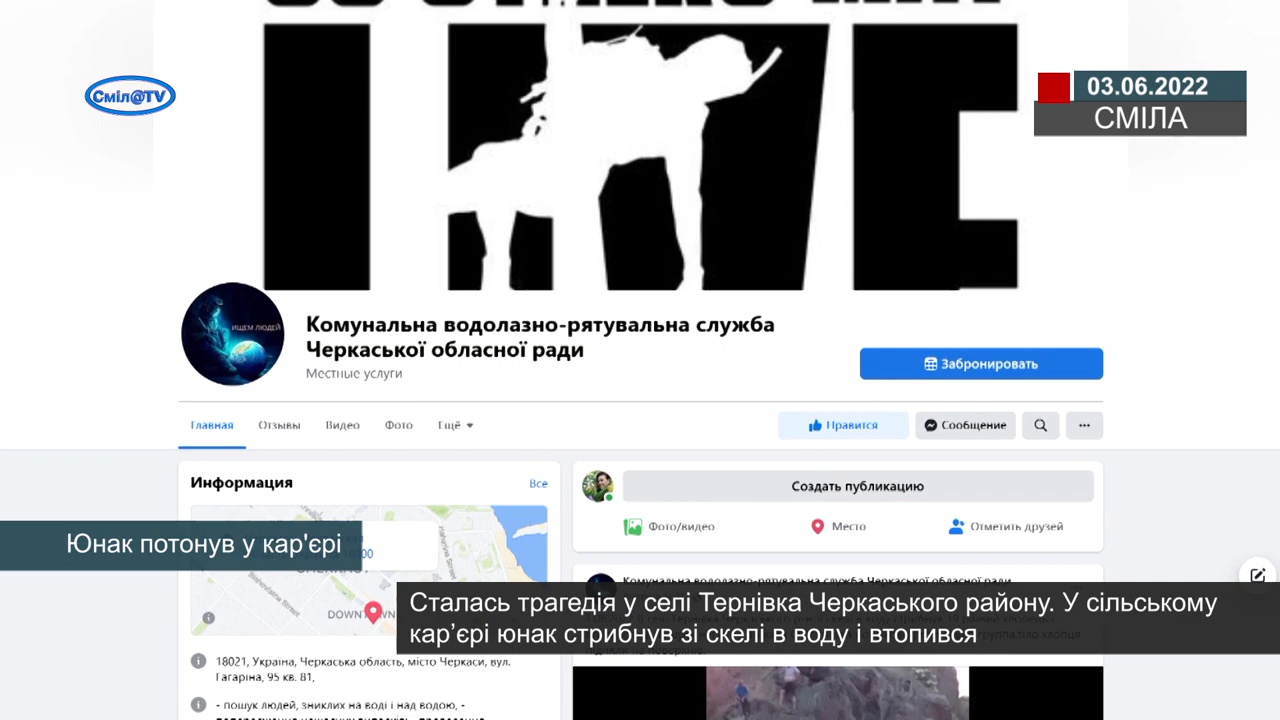 LIVE
Сміл@TV
03.06.2022
СМІЛА
ИЩЕМ ЛЮДЕЙ
Комунальна водолазно-рятувальна служба
Черкаської обласної ради
Местные услуги
Забронировать
Главная Отзывы Видео Фото Ещё
Нравится Сообщение
Информация Все
Создать публикацию
Фото/видео Место Отметить друзей
Юнак потонув у кар'єрі
Комунальна водолазно-рятувальна служба Черкаської обласної ради
Сталась трагедія у селі Тернівка Черкаського району. У сільському
кар’єрі юнак стрибнув зі скелі в воду і втопився
18021, Україна, Черкаська область, місто Черкаси, вул.
Гагаріна, 95 кв. 81,
- пошук людей, зниклих на воді і над водою, -